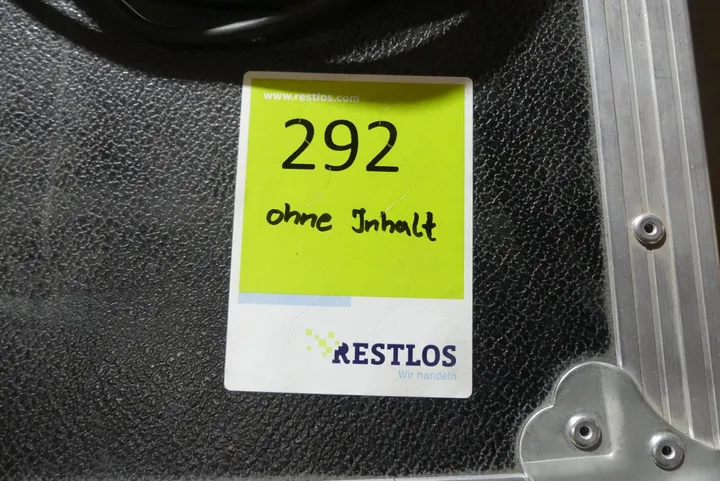 www.restlos.com
292
ohne Inhalt
RESTLOS
Wir handeln.